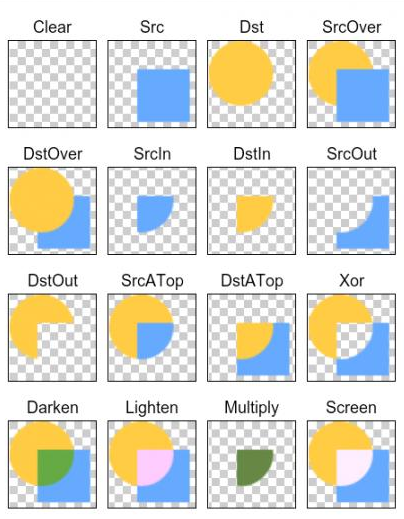 Clear Src Dst SrcOver
DstOver SrcIn DstIn SrcOut
DstOut SrcATop DstATop Xor
Darken Lighten Multiply Screen